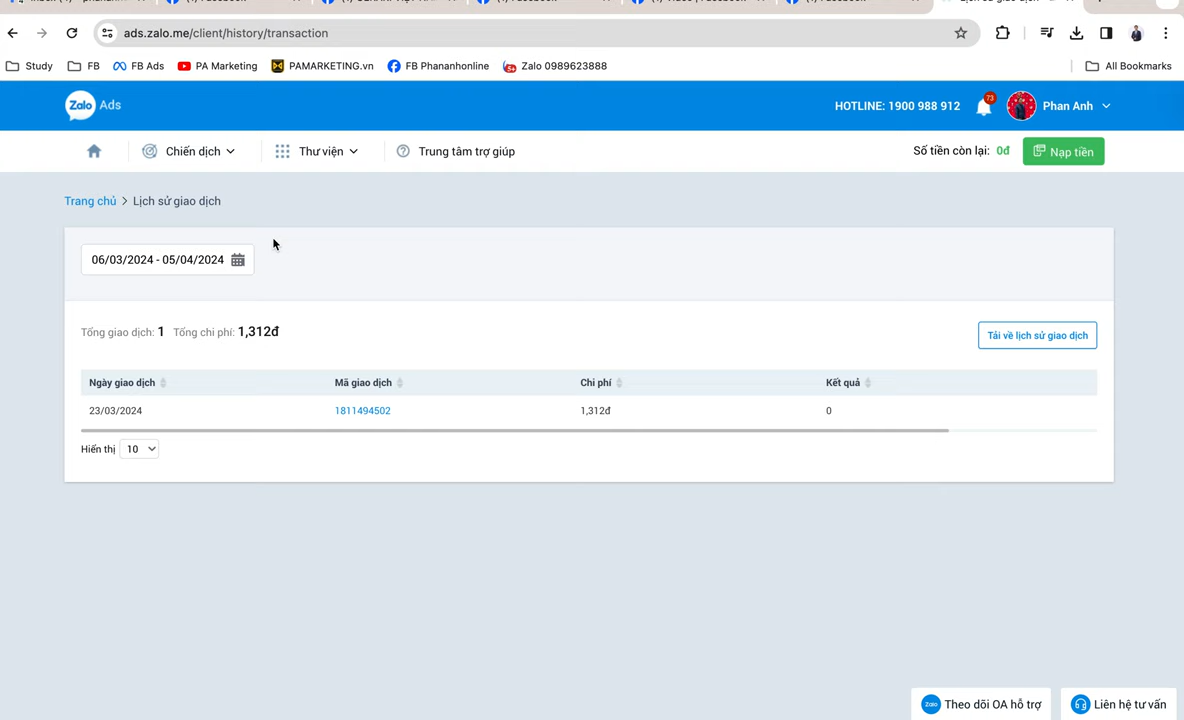 ads.zalo.me/client/history/transaction
Study FB FB Ads PA Marketing PAMARKETING.vn FB Phananhonline Zalo 0989623888 All Bookmarks
Zalo Ads HOTLINE: 1900 988 912 73 Phan Anh
Chiến dịch Thư viện Trung tâm trợ giúp Số tiền còn lại: 0đ Nạp tiền
Trang chủ > Lịch sử giao dịch
06/03/2024 - 05/04/2024
Tổng giao dịch: 1 Tổng chi phí: 1,312đ Tải về lịch sử giao dịch
Ngày giao dịch Mã giao dịch Chi phí Kết quả
23/03/2024 1811494502 1,312đ 0
Hiển thị 10
Zalo Theo dõi OA hỗ trợ Liên hệ tư vấn